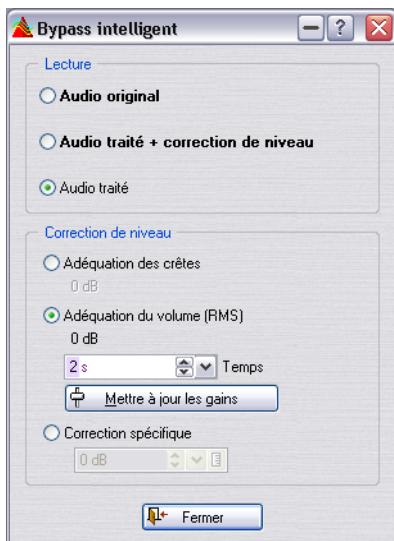 Bypass intelligent
Lecture
Audio original
Audio traité + correction de niveau
Audio traité
Correction de niveau
Adéquation des crêtes
0 dB
Adéquation du volume (RMS)
0 dB
2 s Temps
Mettre à jour les gains
Correction spécifique
0 dB
Fermer